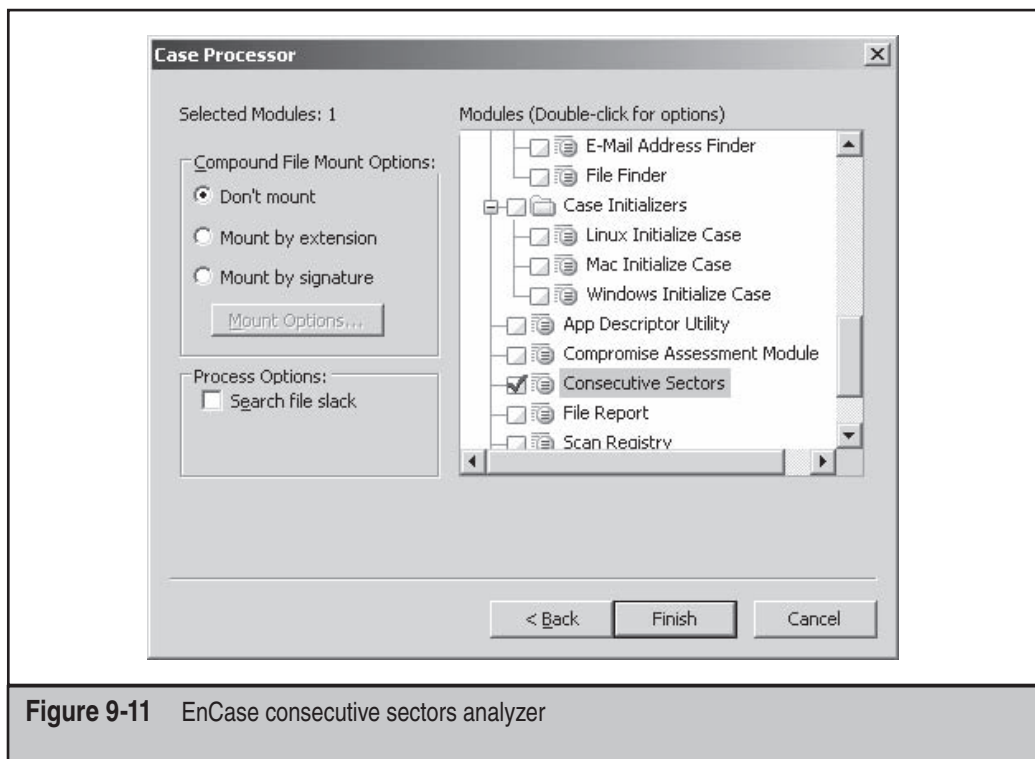 Case Processor
Selected Modules: 1
Compound File Mount Options:
Don't mount
Mount by extension
Mount by signature
Mount Options...
Process Options:
Search file slack
Modules (Double-click for options)
E-Mail Address Finder
File Finder
Case Initializers
Linux Initialize Case
Mac Initialize Case
Windows Initialize Case
App Descriptor Utility
Compromise Assessment Module
Consecutive Sectors
File Report
Scan Registry
< Back
Finish
Cancel
Figure 9-11 EnCase consecutive sectors analyzer